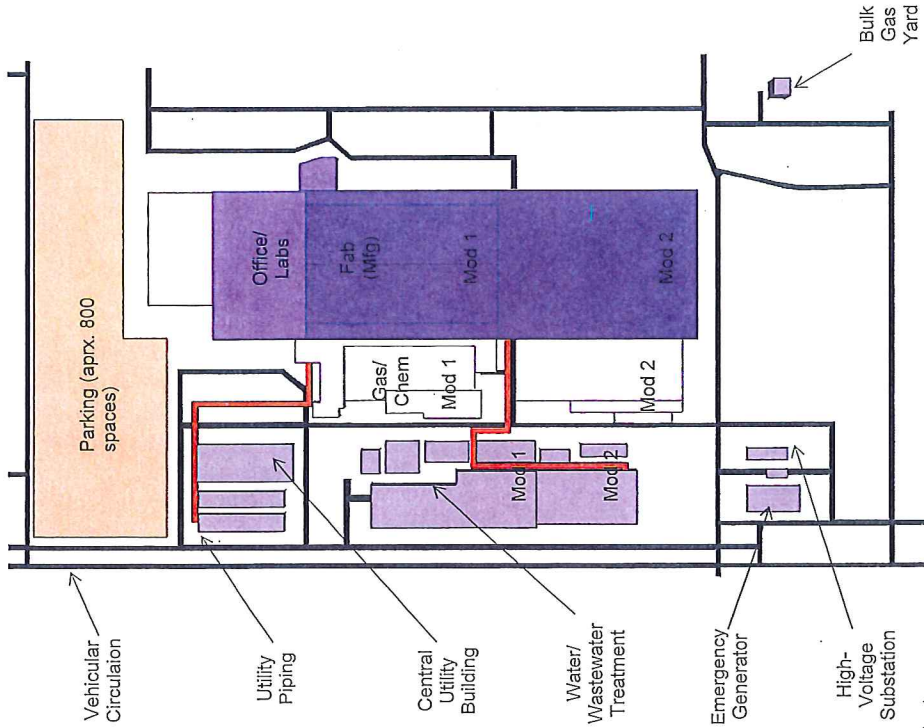 Parking (aprx. 800
spaces)
Office/
Labs
Fab
(Mfg)
Mod 1
Mod 2
Gas/
Chem
Mod 1
Mod 2
Mod 1
Mod 2
Vehicular
Circulaion
Utility
Piping
Central
Utility
Building
Water/
Wastewater
Treatment
Emergency
Generator
High-
Voltage
Substation
Bulk
Gas
Yard